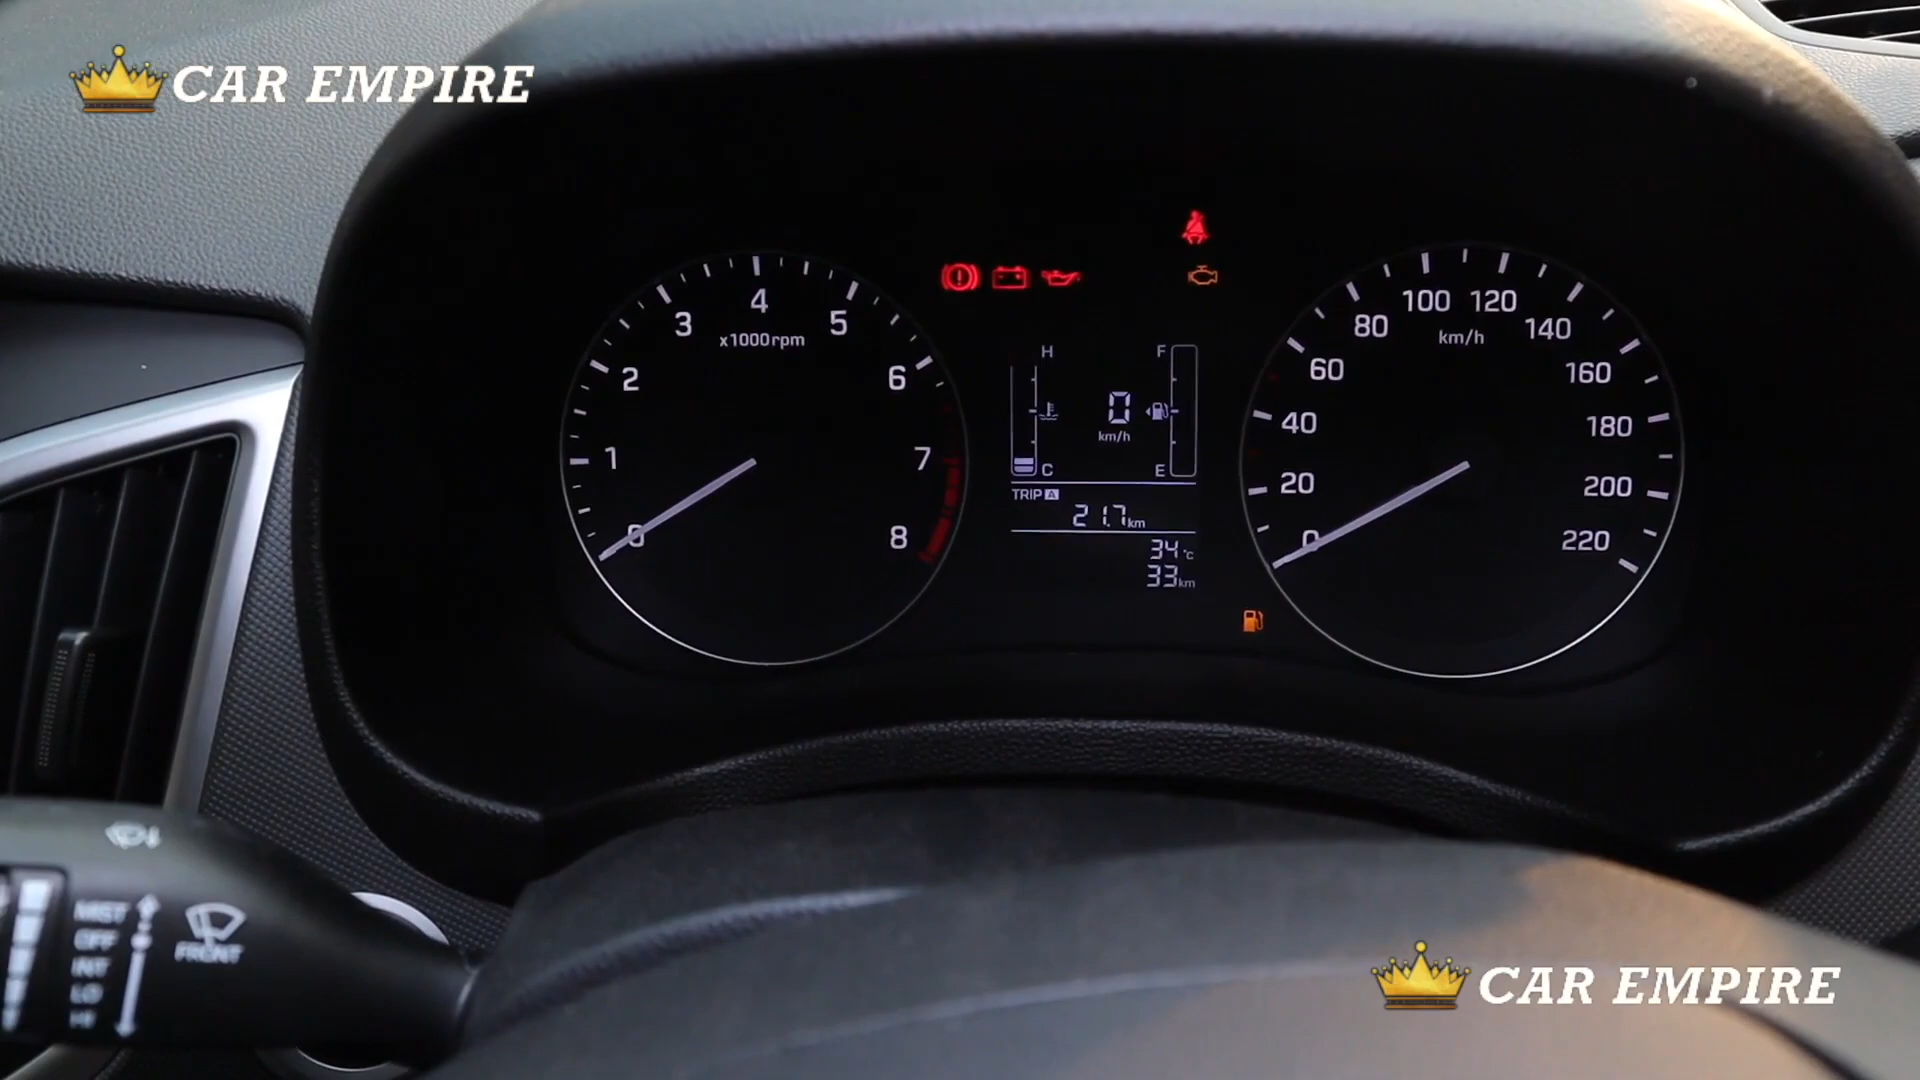 CAR EMPIRE
4
3
5
x1000rpm
2
6
1
7
0
8
H
F
0
km/h
C
E
TRIP A
21.7km
34°C
33km
100 120
80
140
km/h
60
160
40
180
20
200
0
220
MIST
OFF
INT
LO
HI
FRONT
CAR EMPIRE